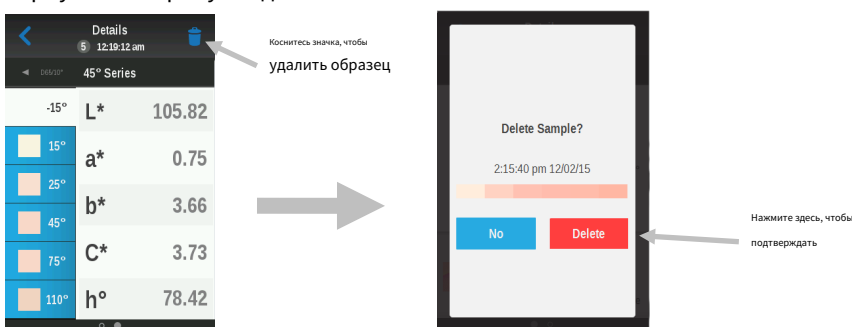 Details
5 12:19:12 am
D65/10°
45° Series
-15°
15°
25°
45°
75°
110°
L* 105.82
a* 0.75
b* 3.66
C* 3.73
h° 78.42
Коснитесь значка, чтобы
удалить образец
Delete Sample?
2:15:40 pm 12/02/15
No
Delete
Нажмите здесь, чтобы
подтверждать